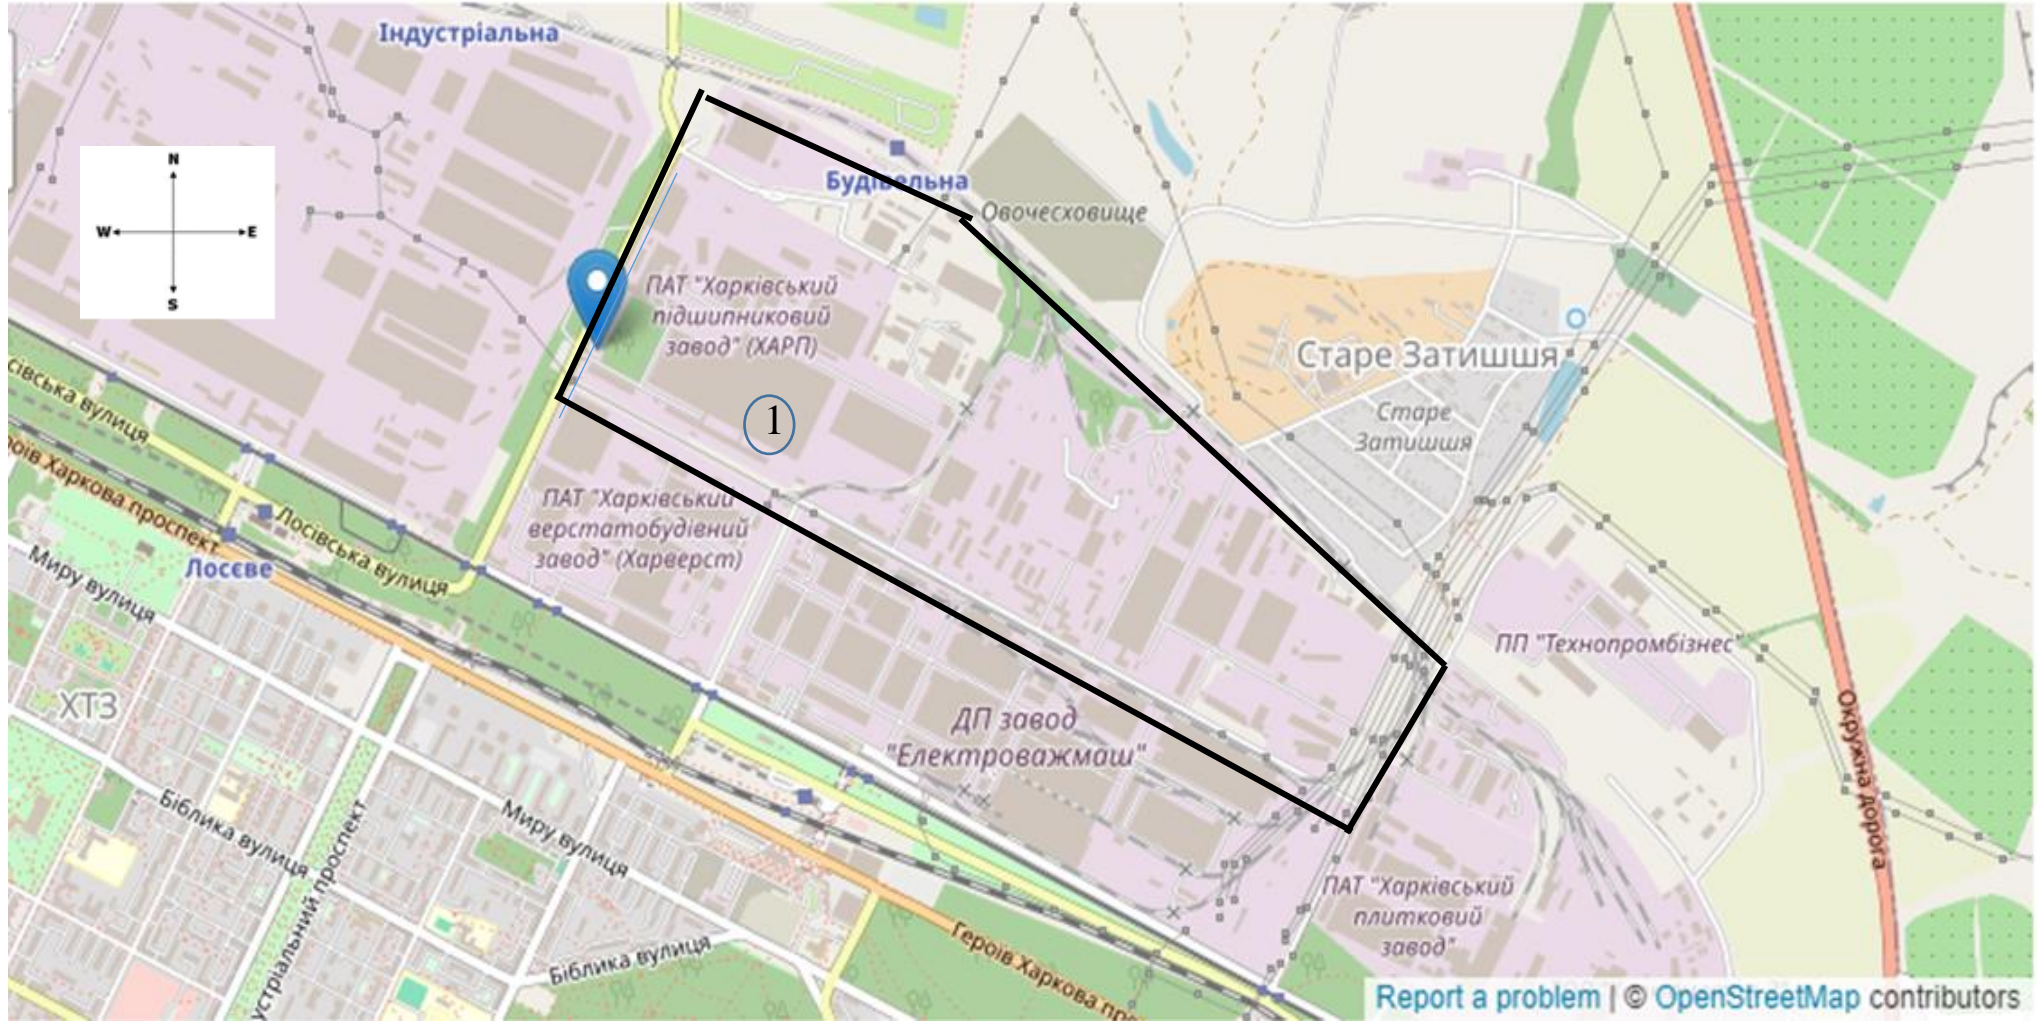 Індустріальна
N
W
E
S
Будівельна
Овочесховище
ПАТ "Харківський
підшипниковий
завод" (ХАРП)
1
Старе Затишшя
Старе
Затишшя
сівська вулиця
роїв Харкова проспект
Лосівська вулиця
Лосєве
Миру вулиця
ПАТ "Харківський
верстатобудівний
завод" (Харверст)
ПП "Технопромбізнес"
ХТЗ
ДП завод
"Електроважмаш"
Окружна дорога
Біблика вулиця
Миру вулиця
устріальний проспект
Біблика вулиця
ПАТ "Харківський
плитковий
завод"
Героїв Харкова про
Report a problem | © OpenStreetMap contributors